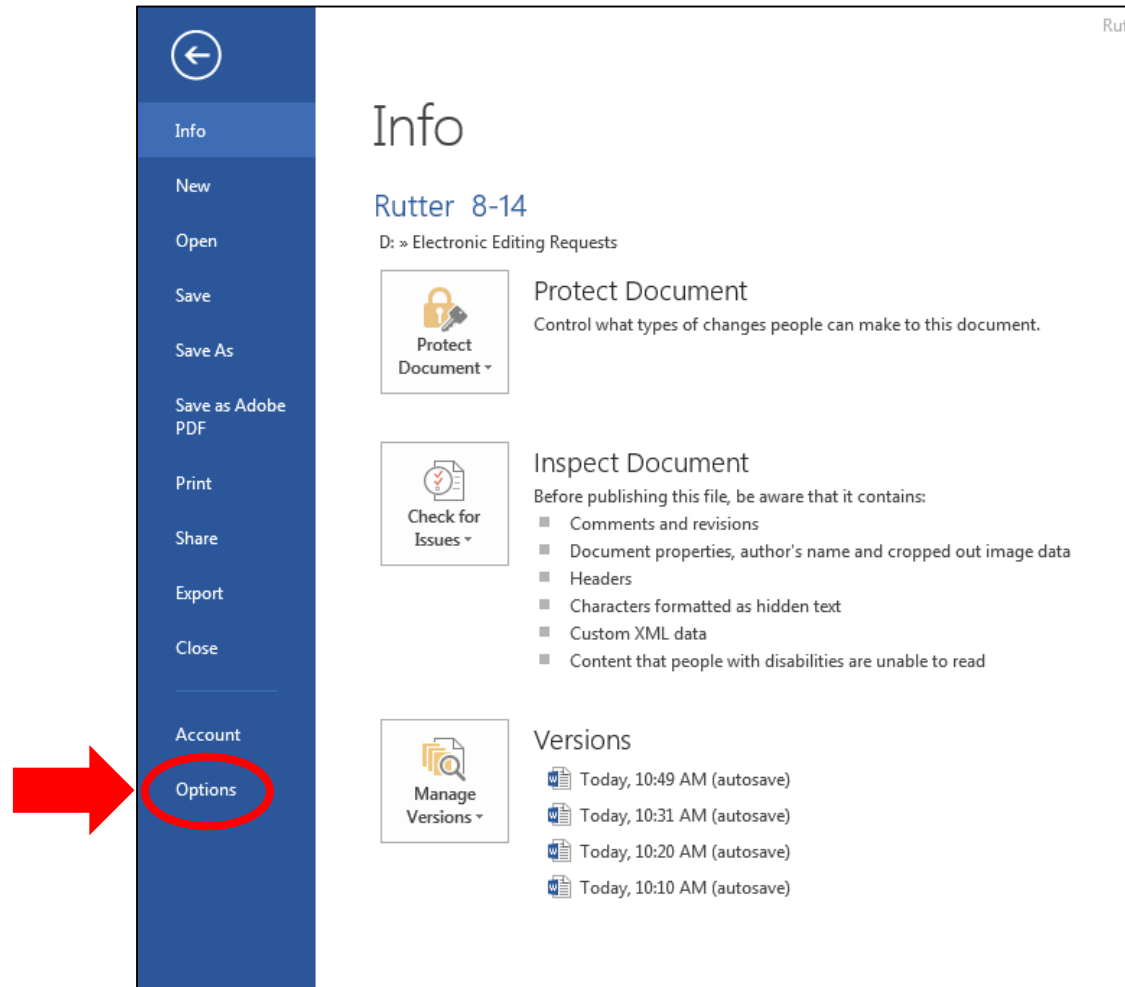 Info
New
Open
Save
Save As
Save as Adobe
PDF
Print
Share
Export
Close
Account
Options
Info
Rutter 8-14
D: » Electronic Editing Requests
Protect
Document
Protect Document
Control what types of changes people can make to this document.
Check for
Issues
Inspect Document
Before publishing this file, be aware that it contains:
Comments and revisions
Document properties, author's name and cropped out image data
Headers
Characters formatted as hidden text
Custom XML data
Content that people with disabilities are unable to read
Manage
Versions
Versions
Today, 10:49 AM (autosave)
Today, 10:31 AM (autosave)
Today, 10:20 AM (autosave)
Today, 10:10 AM (autosave)